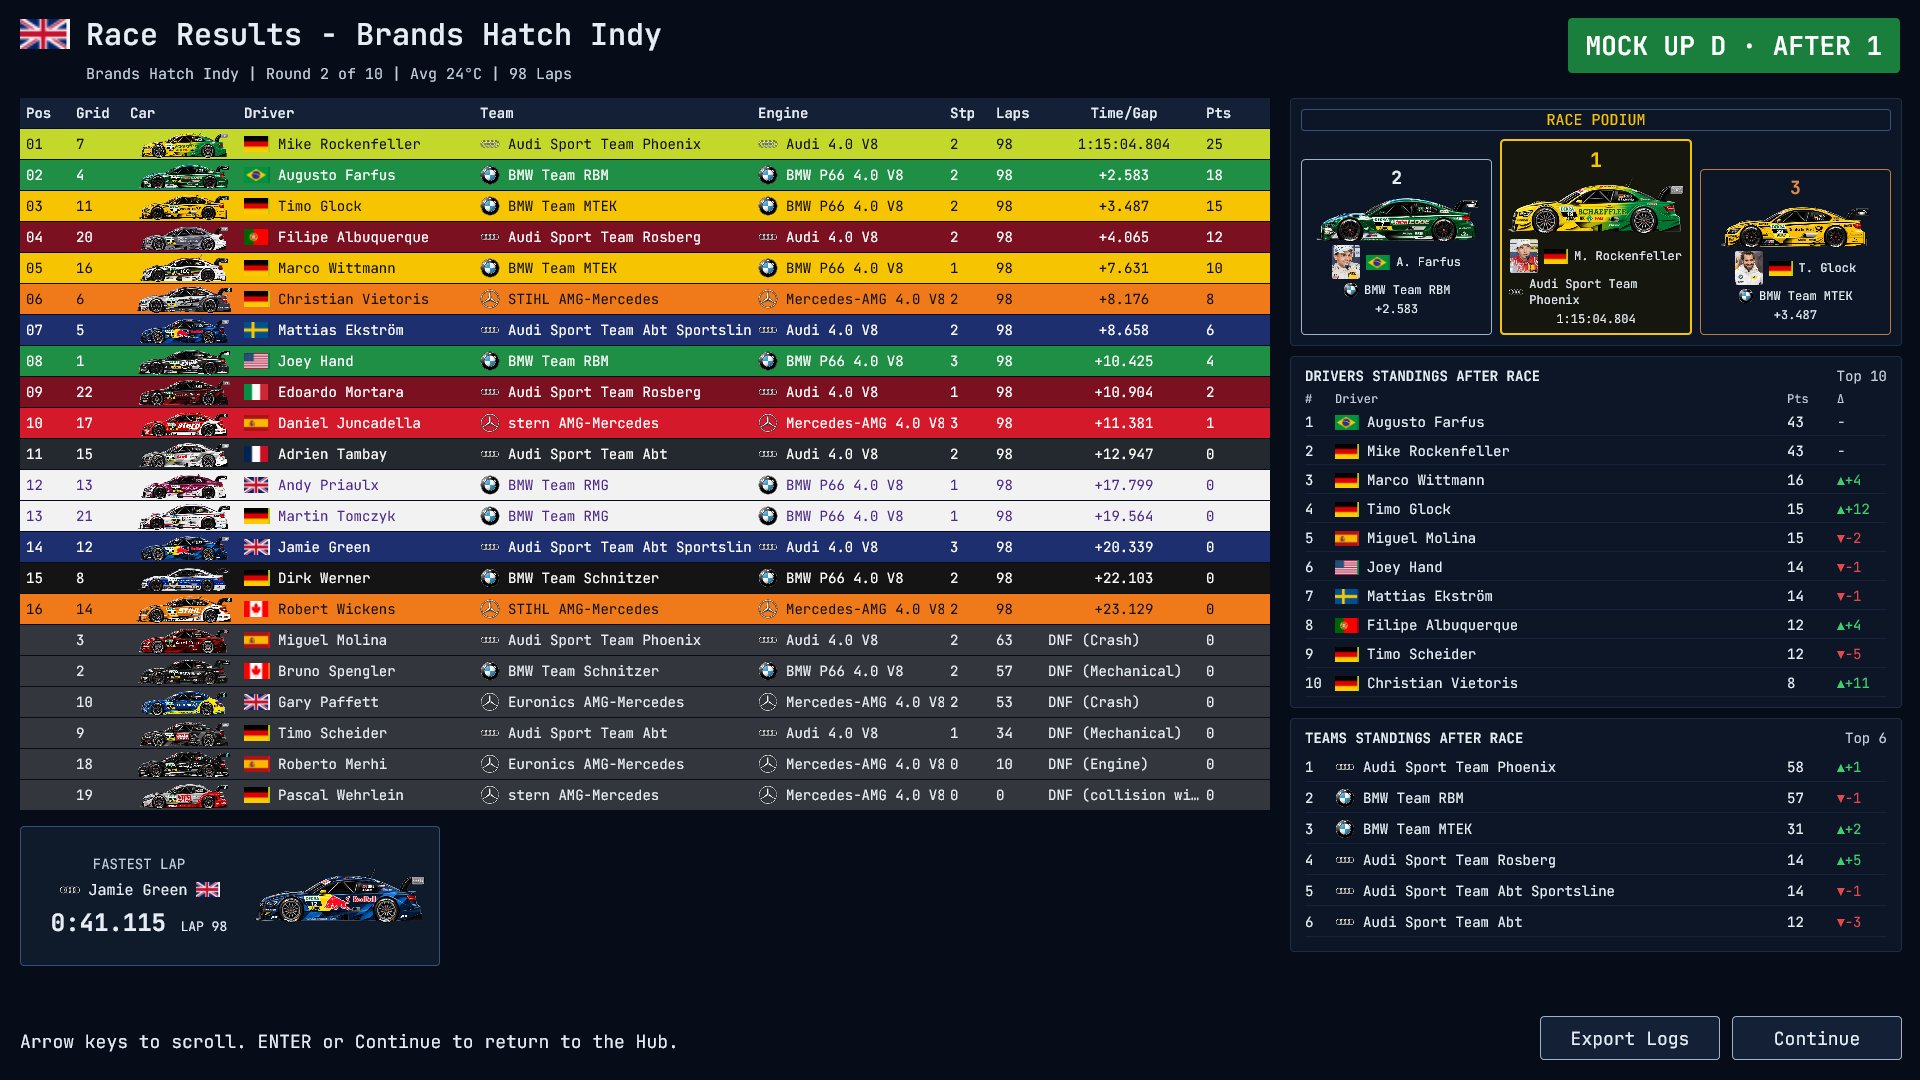 Race Results - Brands Hatch Indy
Brands Hatch Indy | Round 2 of 10 | Avg 24°C | 98 Laps
MOCK UP D · AFTER 1
Pos Grid Car Driver Team Engine Stp Laps Time/Gap Pts
01 7 Mike Rockenfeller Audi Sport Team Phoenix Audi 4.0 V8 2 98 1:15:04.804 25
02 4 Augusto Farfus BMW Team RBM BMW P66 4.0 V8 2 98 +2.583 18
03 11 Timo Glock BMW Team MTEK BMW P66 4.0 V8 2 98 +3.487 15
04 20 Filipe Albuquerque Audi Sport Team Rosberg Audi 4.0 V8 2 98 +4.065 12
05 16 Marco Wittmann BMW Team MTEK BMW P66 4.0 V8 1 98 +7.631 10
06 6 Christian Vietoris STIHL AMG-Mercedes Mercedes-AMG 4.0 V8 2 98 +8.176 8
07 5 Mattias Ekström Audi Sport Team Abt Sportslin Audi 4.0 V8 2 98 +8.658 6
08 1 Joey Hand BMW Team RBM BMW P66 4.0 V8 3 98 +10.425 4
09 22 Edoardo Mortara Audi Sport Team Rosberg Audi 4.0 V8 1 98 +10.904 2
10 17 Daniel Juncadella stern AMG-Mercedes Mercedes-AMG 4.0 V8 3 98 +11.381 1
11 15 Adrien Tambay Audi Sport Team Abt Audi 4.0 V8 2 98 +12.947 0
12 13 Andy Priaulx BMW Team RMG BMW P66 4.0 V8 1 98 +17.799 0
13 21 Martin Tomczyk BMW Team RMG BMW P66 4.0 V8 1 98 +19.564 0
14 12 Jamie Green Audi Sport Team Abt Sportslin Audi 4.0 V8 3 98 +20.339 0
15 8 Dirk Werner BMW Team Schnitzer BMW P66 4.0 V8 2 98 +22.103 0
16 14 Robert Wickens STIHL AMG-Mercedes Mercedes-AMG 4.0 V8 2 98 +23.129 0
3 Miguel Molina Audi Sport Team Phoenix Audi 4.0 V8 2 63 DNF (Crash) 0
2 Bruno Spengler BMW Team Schnitzer BMW P66 4.0 V8 2 57 DNF (Mechanical) 0
10 Gary Paffett Euronics AMG-Mercedes Mercedes-AMG 4.0 V8 2 53 DNF (Crash) 0
9 Timo Scheider Audi Sport Team Abt Audi 4.0 V8 1 34 DNF (Mechanical) 0
18 Roberto Merhi Euronics AMG-Mercedes Mercedes-AMG 4.0 V8 0 10 DNF (Engine) 0
19 Pascal Wehrlein stern AMG-Mercedes Mercedes-AMG 4.0 V8 0 0 DNF (collision wi… 0
FASTEST LAP
Jamie Green
0:41.115 LAP 98
RACE PODIUM
2
A. Farfus
BMW Team RBM
+2.583
1
SCHAEFFLER
M. Rockenfeller
Audi Sport Team
Phoenix
1:15:04.804
3
T. Glock
BMW Team MTEK
+3.487
DRIVERS STANDINGS AFTER RACE Top 10
# Driver Pts Δ
1 Augusto Farfus 43 -
2 Mike Rockenfeller 43 -
3 Marco Wittmann 16 ▲+4
4 Timo Glock 15 ▲+12
5 Miguel Molina 15 ▼-2
6 Joey Hand 14 ▼-1
7 Mattias Ekström 14 ▼-1
8 Filipe Albuquerque 12 ▲+4
9 Timo Scheider 12 ▼-5
10 Christian Vietoris 8 ▲+11
TEAMS STANDINGS AFTER RACE Top 6
1 Audi Sport Team Phoenix 58 ▲+1
2 BMW Team RBM 57 ▼-1
3 BMW Team MTEK 31 ▲+2
4 Audi Sport Team Rosberg 14 ▲+5
5 Audi Sport Team Abt Sportsline 14 ▼-1
6 Audi Sport Team Abt 12 ▼-3
Arrow keys to scroll. ENTER or Continue to return to the Hub.
Export Logs
Continue